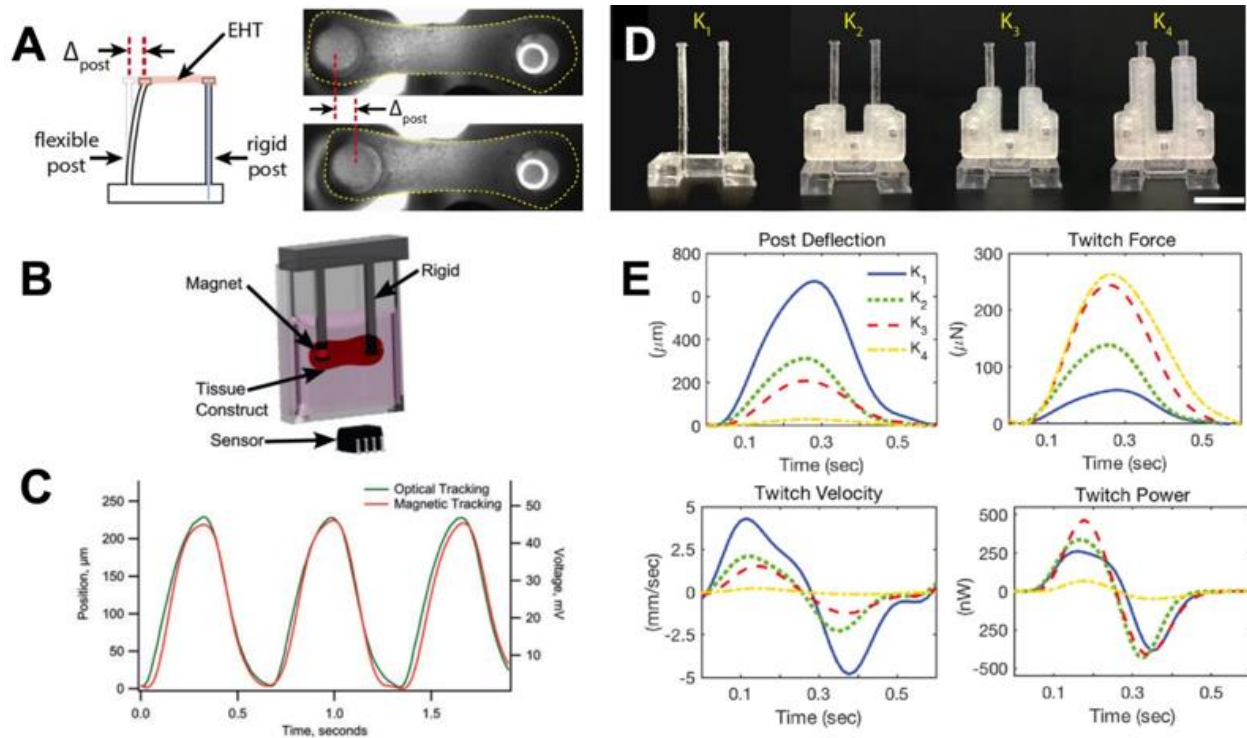 A
EHT
Δpost
flexible
post
rigid
post
Δpost
B
Magnet
Rigid
Tissue
Construct
Sensor
C
Optical Tracking
Magnetic Tracking
Position, µm
250
200
150
100
50
0
Voltage, mV
50
40
30
20
10
0.0 0.5 1.0 1.5
Time, seconds
D
K1 K2 K3 K4
E
Post Deflection
(µm)
800
0
400
200
0
K1
K2
K3
K4
0.1 0.3 0.5
Time (sec)
Twitch Force
(µN)
300
200
100
0
0.1 0.3 0.5
Time (sec)
Twitch Velocity
(mm/sec)
5
2.5
0
-2.5
-5
0.1 0.3 0.5
Time (sec)
Twitch Power
(nW)
500
250
0
-250
-500
0.1 0.3 0.5
Time (sec)